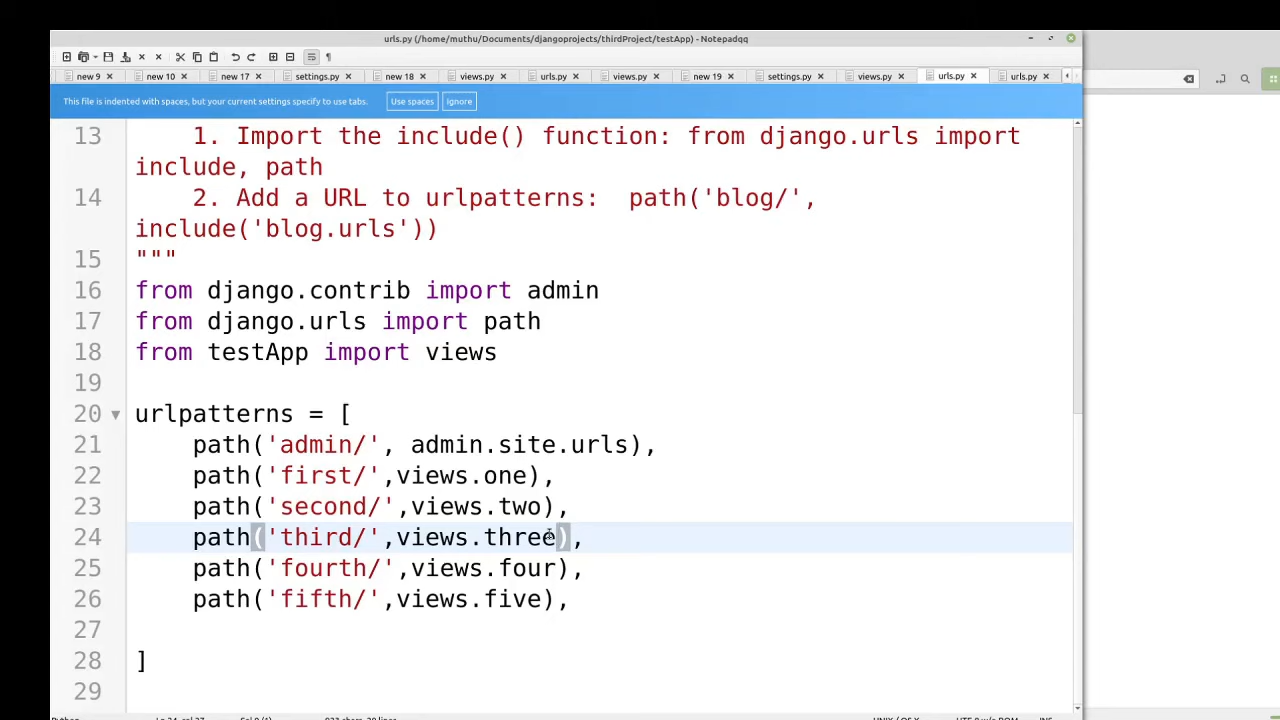 urls.py (/home/muthu/Documents/djangoprojects/thirdProject/testApp) - Notepadqq
new 9 new 10 new 17 settings.py new 18 views.py urls.py views.py new 19 settings.py views.py urls.py urls.py
This file is indented with spaces, but your current settings specify to use tabs. Use spaces Ignore
13     1. Import the include() function: from django.urls import
include, path
14     2. Add a URL to urlpatterns:  path('blog/',
include('blog.urls'))
15 """
16 from django.contrib import admin
17 from django.urls import path
18 from testApp import views
19
20 urlpatterns = [
21     path('admin/', admin.site.urls),
22     path('first/',views.one),
23     path('second/',views.two),
24     path('third/',views.three),
25     path('fourth/',views.four),
26     path('fifth/',views.five),
27
28 ]
29